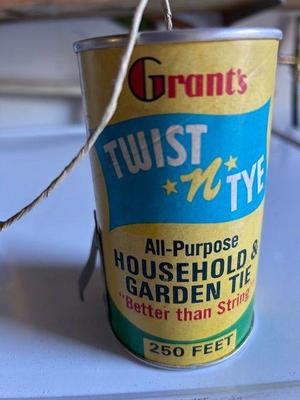 Grant's
TWIST
n
TYE
All-Purpose
HOUSEHOLD &
GARDEN TIE
"Better than String"
250 FEET